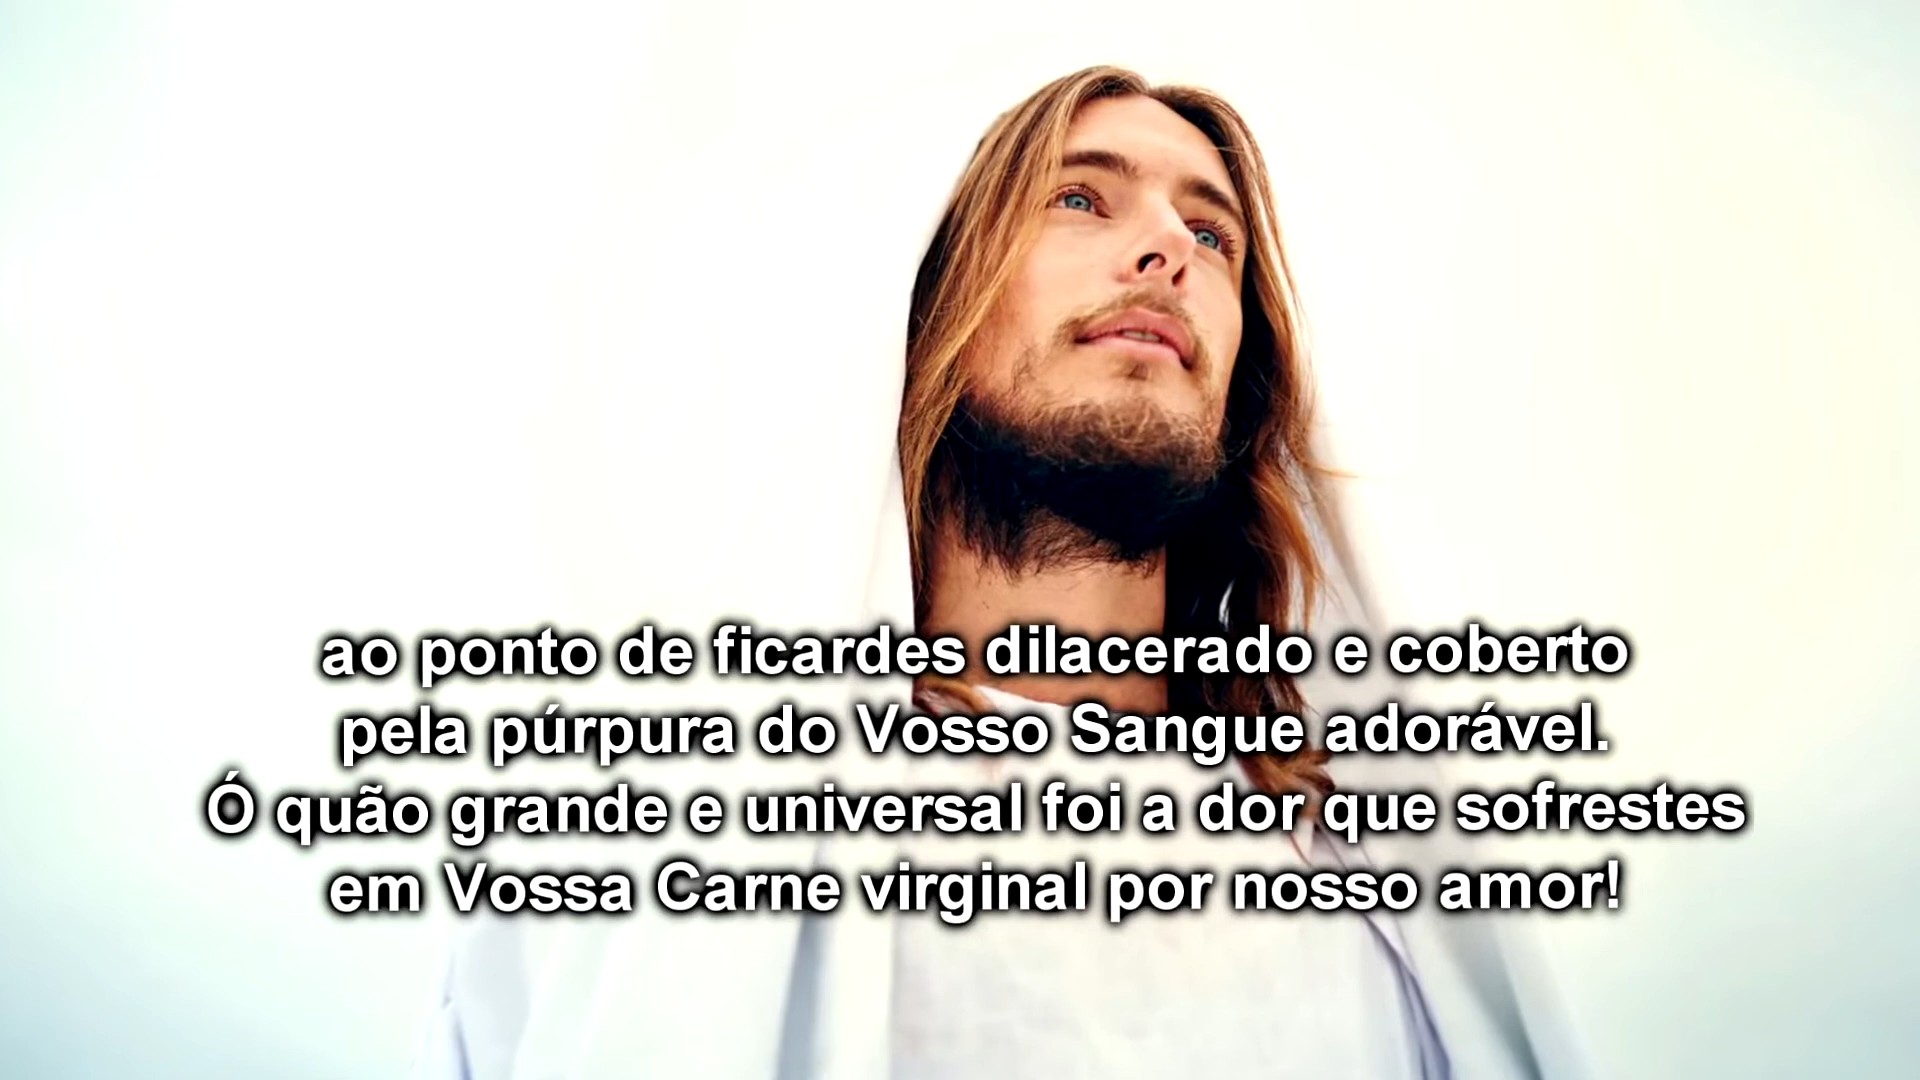 ao ponto de ficardes dilacerado e coberto
pela púrpura do Vosso Sangue adorável.
Ó quão grande e universal foi a dor que sofrestes
em Vossa Carne virginal por nosso amor!